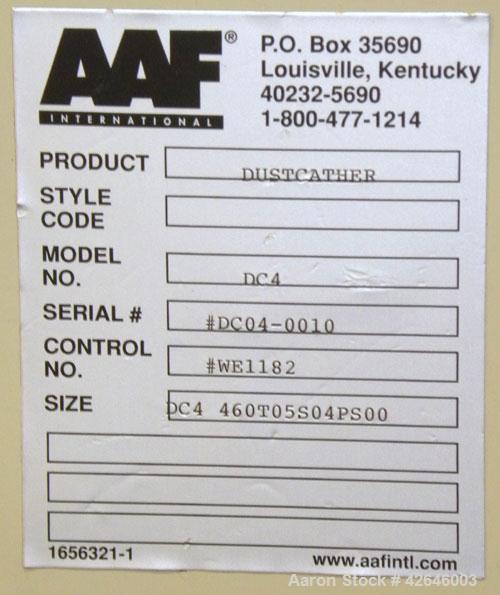 AAF®
INTERNATIONAL
P.O. Box 35690
Louisville, Kentucky
40232-5690
1-800-477-1214
PRODUCT DUSTCATHER
STYLE
CODE
MODEL
NO. DC4
SERIAL # #DC04-0010
CONTROL
NO. #WE1182
SIZE DC4 460T05S04PS00
1656321-1
www.aafintl.com
Aaron Stock # 42646003